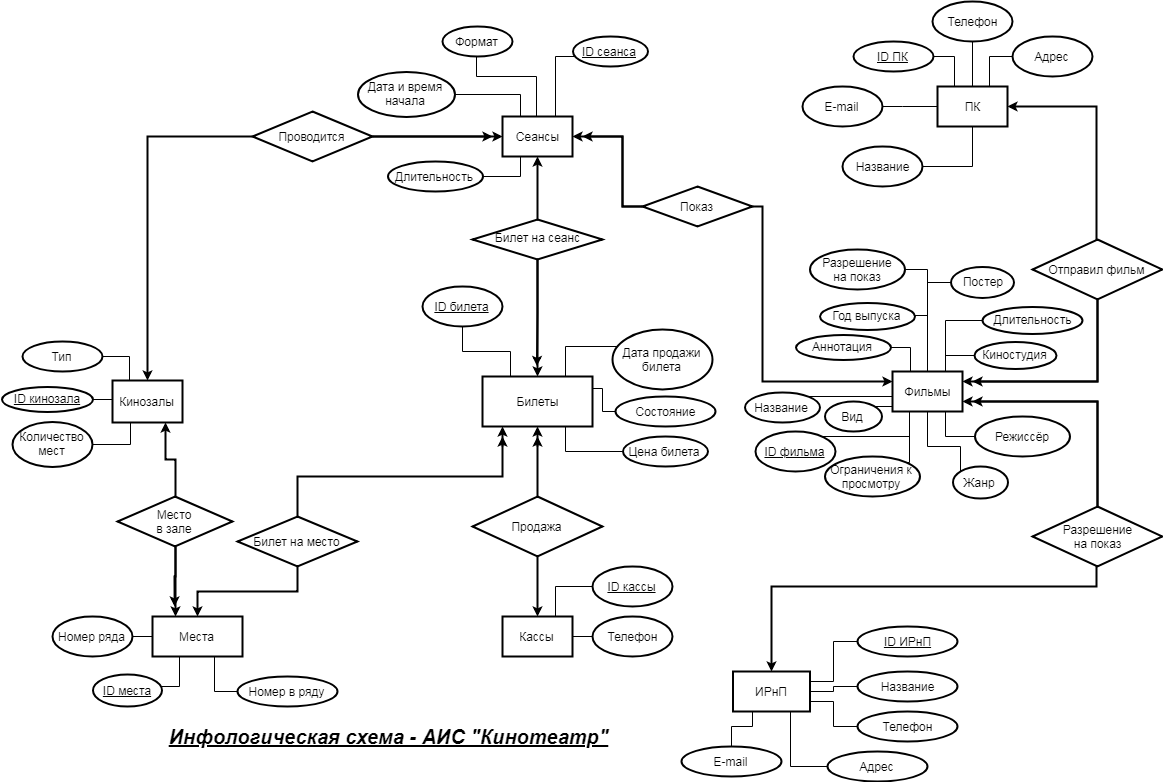 Телефон
Формат
ID сеанса
ID ПК
Адрес
Дата и время
начала
E-mail
ПК
Проводится
Сеансы
Длительность
Название
Показ
Билет на сеанс
Разрешение
на показ
Отправил фильм
Постер
ID билета
Год выпуска
Длительность
Аннотация
Киностудия
Тип
Дата продажи
билета
Фильмы
ID кинозала
Кинозалы
Билеты
Состояние
Название
Вид
Количество
мест
Режиссёр
Цена билета
ID фильма
Ограничения к
просмотру
Жанр
Место
в зале
Билет на место
Продажа
Разрешение
на показ
ID кассы
Номер ряда
Места
Кассы
Телефон
ID ИРнП
ID места
Номер в ряду
ИРнП
Название
Телефон
Инфологическая схема - АИС "Кинотеатр"
E-mail
Адрес